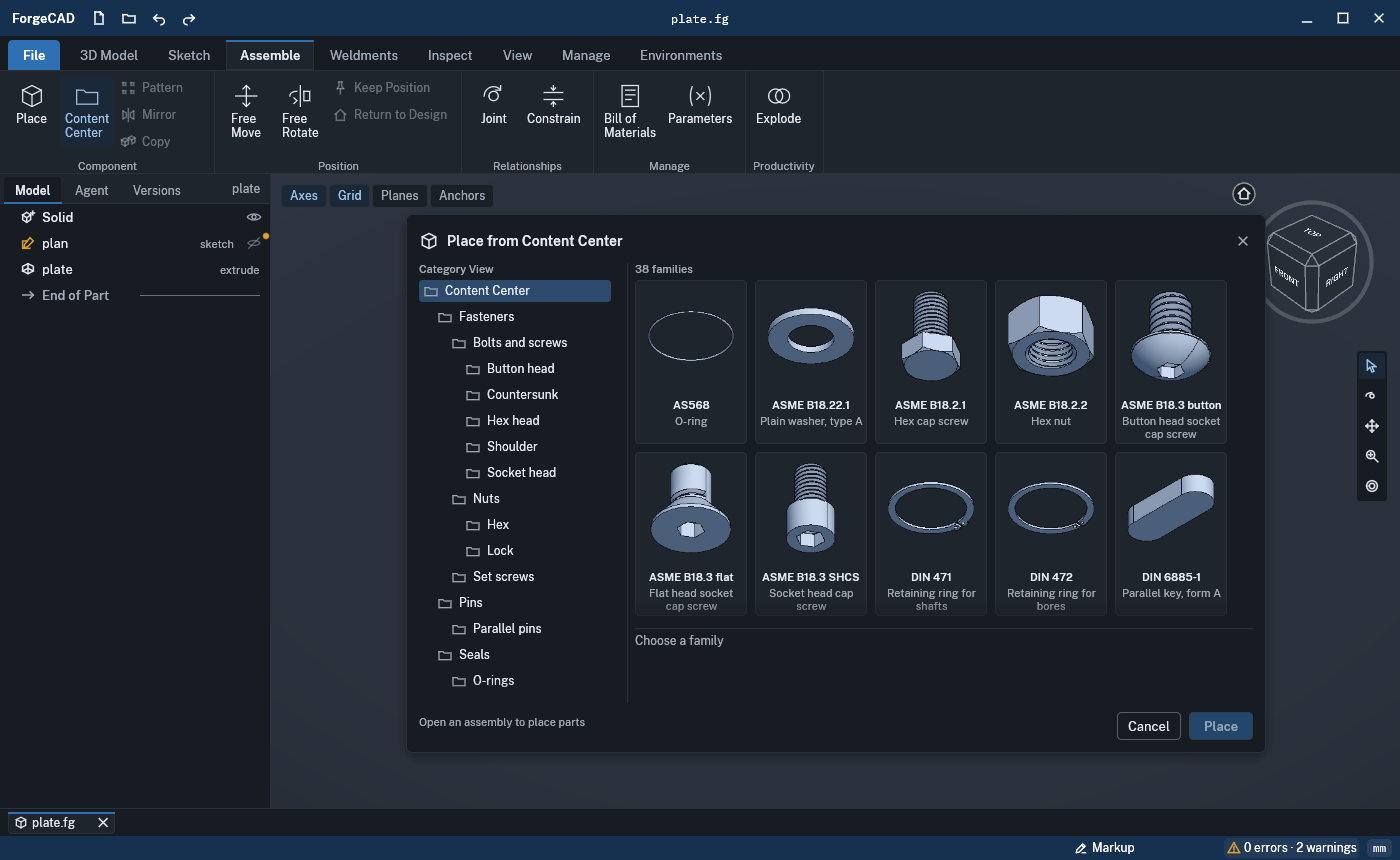 ForgeCAD
plate.fg
File 3D Model Sketch Assemble Weldments Inspect View Manage Environments
Place
Content Center
Pattern
Mirror
Copy
Component
Free Move
Free Rotate
Keep Position
Return to Design
Position
Joint
Constrain
Relationships
Bill of Materials
Parameters
Manage
Explode
Productivity
Model Agent Versions plate
Solid
plan sketch
plate extrude
End of Part
Axes Grid Planes Anchors
TOP
FRONT
RIGHT
Place from Content Center
Category View
Content Center
Fasteners
Bolts and screws
Button head
Countersunk
Hex head
Shoulder
Socket head
Nuts
Hex
Lock
Set screws
Pins
Parallel pins
Seals
O-rings
38 families
AS568
O-ring
ASME B18.22.1
Plain washer, type A
ASME B18.2.1
Hex cap screw
ASME B18.2.2
Hex nut
ASME B18.3 button
Button head socket
cap screw
ASME B18.3 flat
Flat head socket
cap screw
ASME B18.3 SHCS
Socket head cap
screw
DIN 471
Retaining ring for
shafts
DIN 472
Retaining ring for
bores
DIN 6885-1
Parallel key, form A
Choose a family
Open an assembly to place parts
Cancel Place
plate.fg
Markup
0 errors · 2 warnings
mm